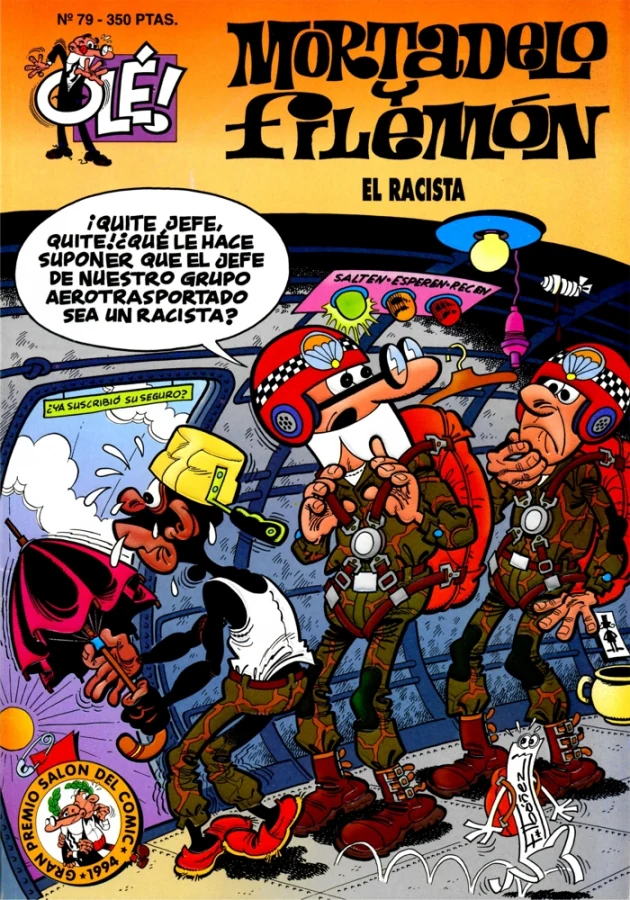 Nº 79 - 350 PTAS.
OLÉ!
MORTADELO
Y
FILEMÓN
EL RACISTA
¡QUITE JEFE,
QUITE!¿QUÉ LE HACE
SUPONER QUE EL JEFE
DE NUESTRO GRUPO
AEROTRASPORTADO
SEA UN RACISTA?
SALTEN-ESPEREN-RECEN
¿YA SUSCRIBIÓ SU SEGURO?
GRAN PREMIO SALON DEL COMIC
1994